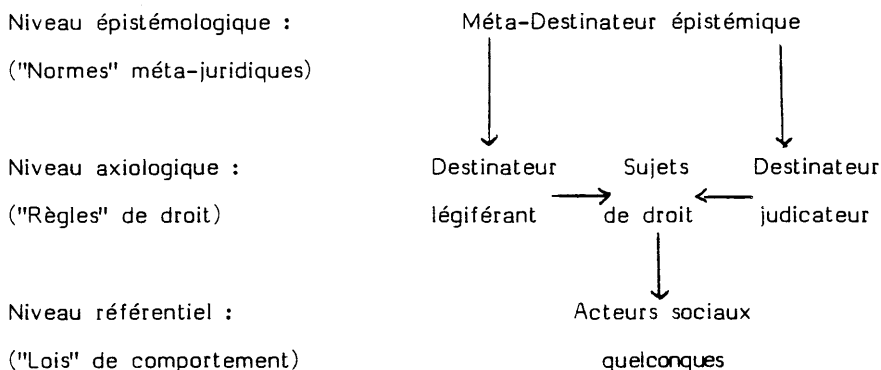 Niveau épistémologique : Méta-Destinateur épistémique
("Normes" méta-juridiques)
Niveau axiologique : Destinateur Sujets Destinateur
("Règles" de droit) légiférant de droit judicateur
Niveau référentiel : Acteurs sociaux
("Lois" de comportement) quelconques